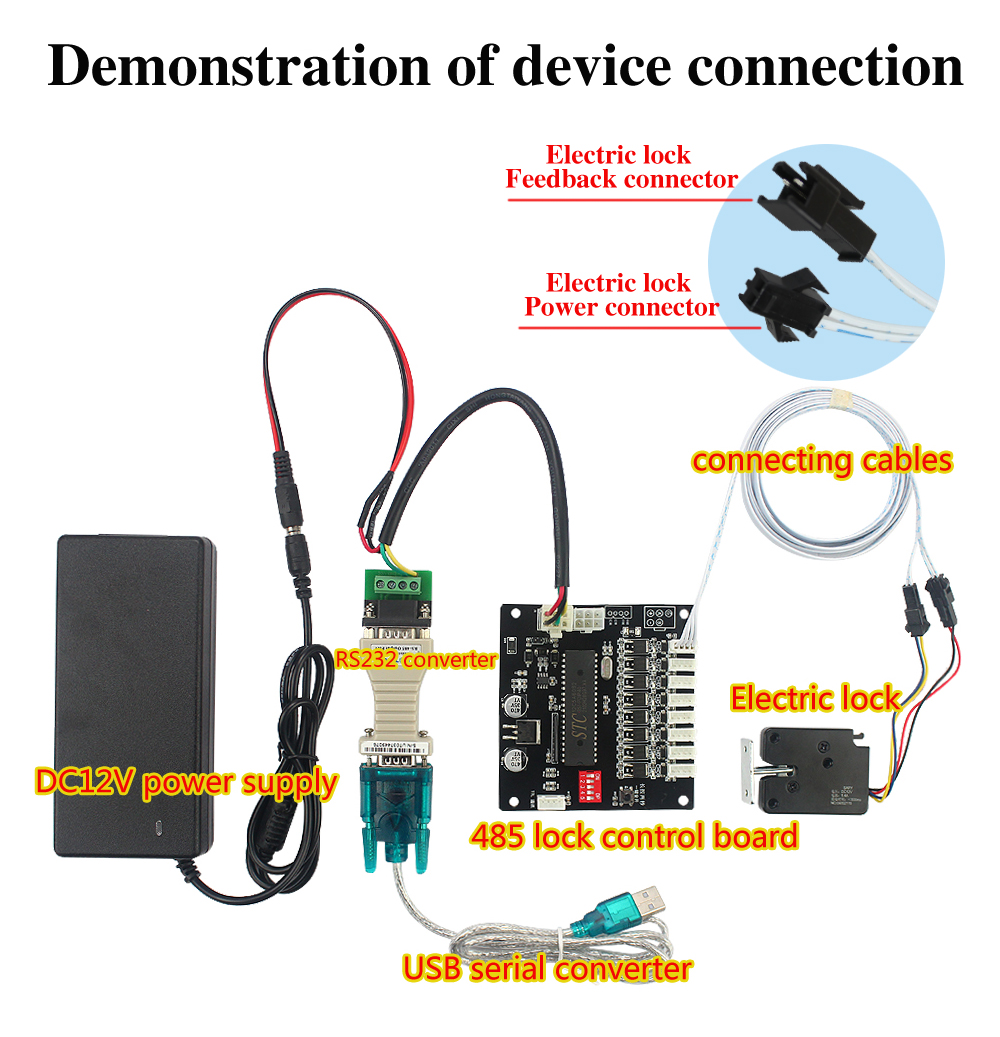 Demonstration of device connection
Electric lock
Feedback connector
Electric lock
Power connector
connecting cables
RS232 converter
Electric lock
STC
DC12V power supply
485 lock control board
USB serial converter